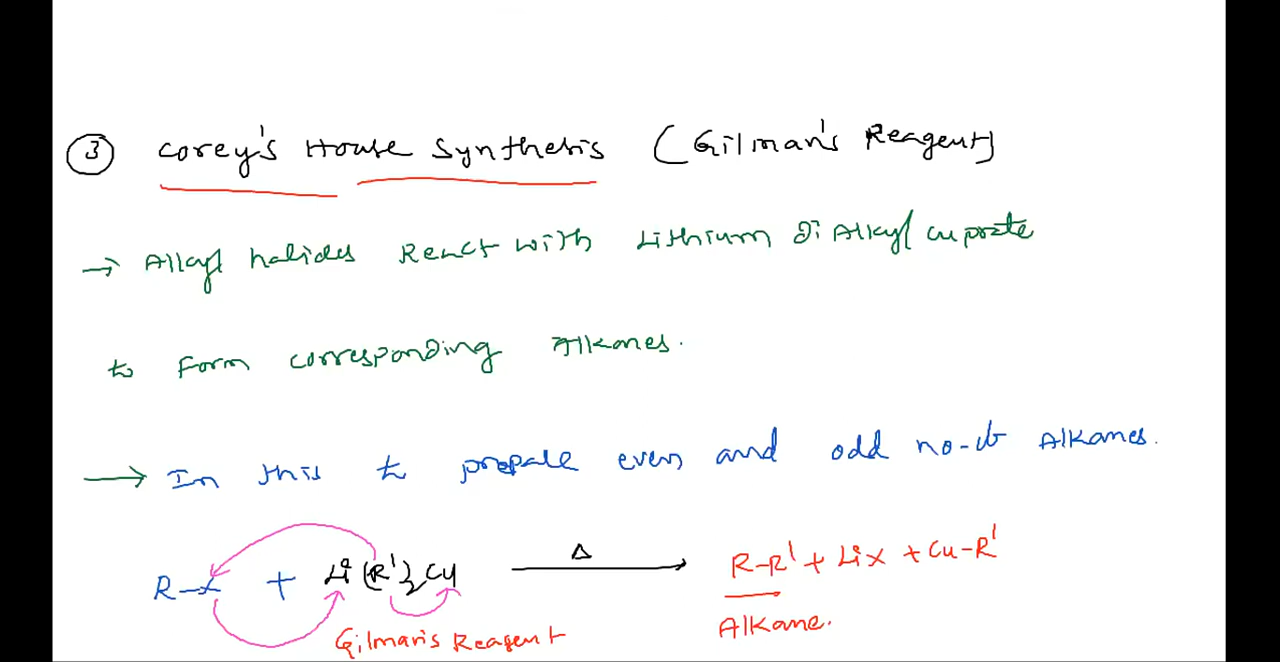 ③ Corey's House Synthesis (Gilman's Reagent)
→ Alkyl halides React with Lithium di Alkyl cuprate
to form corresponding Alkanes.
→ In this to prepare even and odd no-of Alkanes.
R-X + Li(R')₂Cu —Δ→ R-R' + LiX + Cu-R'
Gilman's Reagent Alkane.